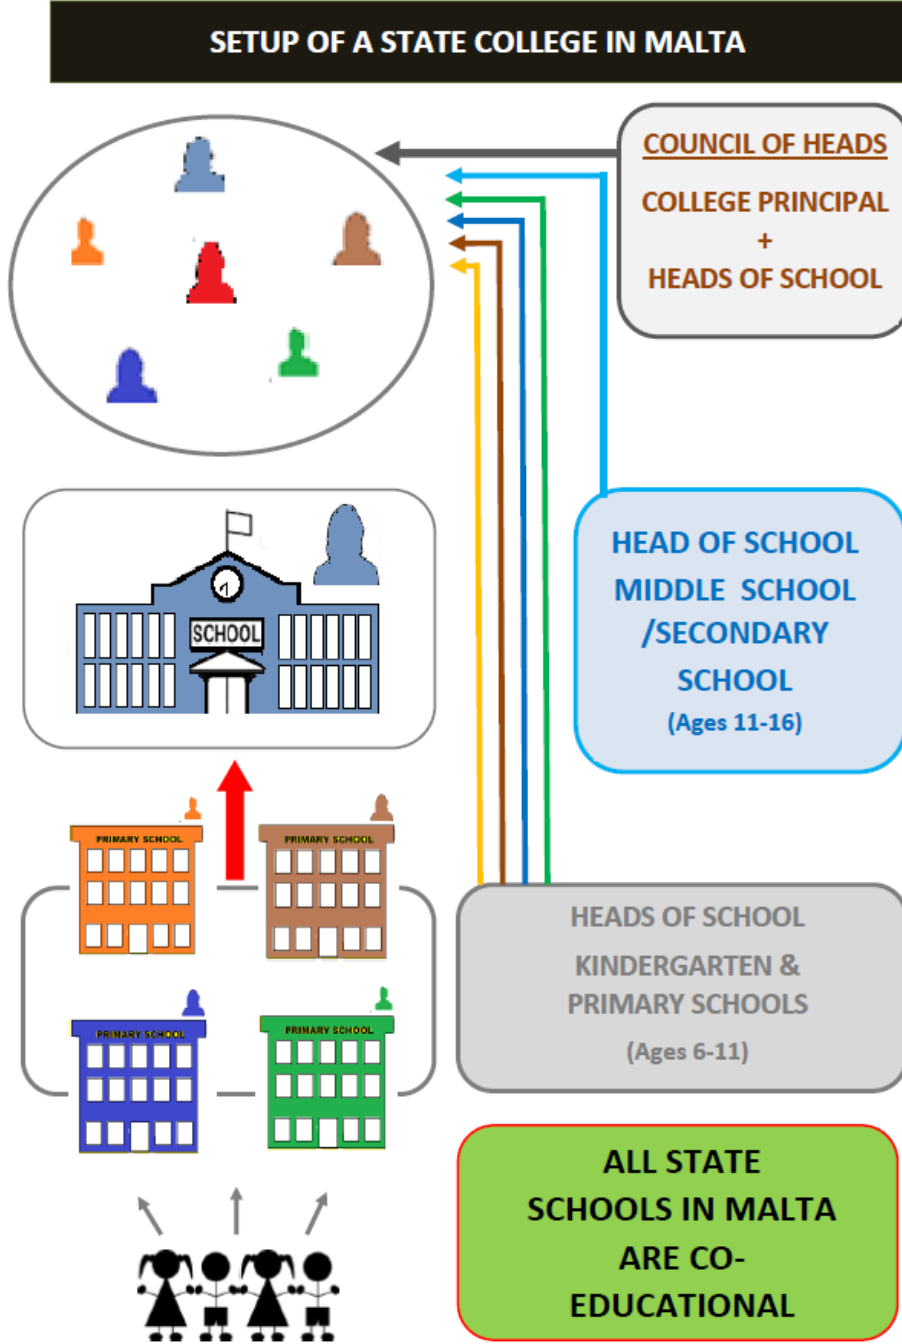 SETUP OF A STATE COLLEGE IN MALTA
COUNCIL OF HEADS
COLLEGE PRINCIPAL
+
HEADS OF SCHOOL
HEAD OF SCHOOL
MIDDLE SCHOOL
/SECONDARY
SCHOOL
(Ages 11-16)
SCHOOL
PRIMARY SCHOOL
PRIMARY SCHOOL
PRIMARY SCHOOL
PRIMARY SCHOOL
HEADS OF SCHOOL
KINDERGARTEN &
PRIMARY SCHOOLS
(Ages 6-11)
ALL STATE
SCHOOLS IN MALTA
ARE CO-
EDUCATIONAL